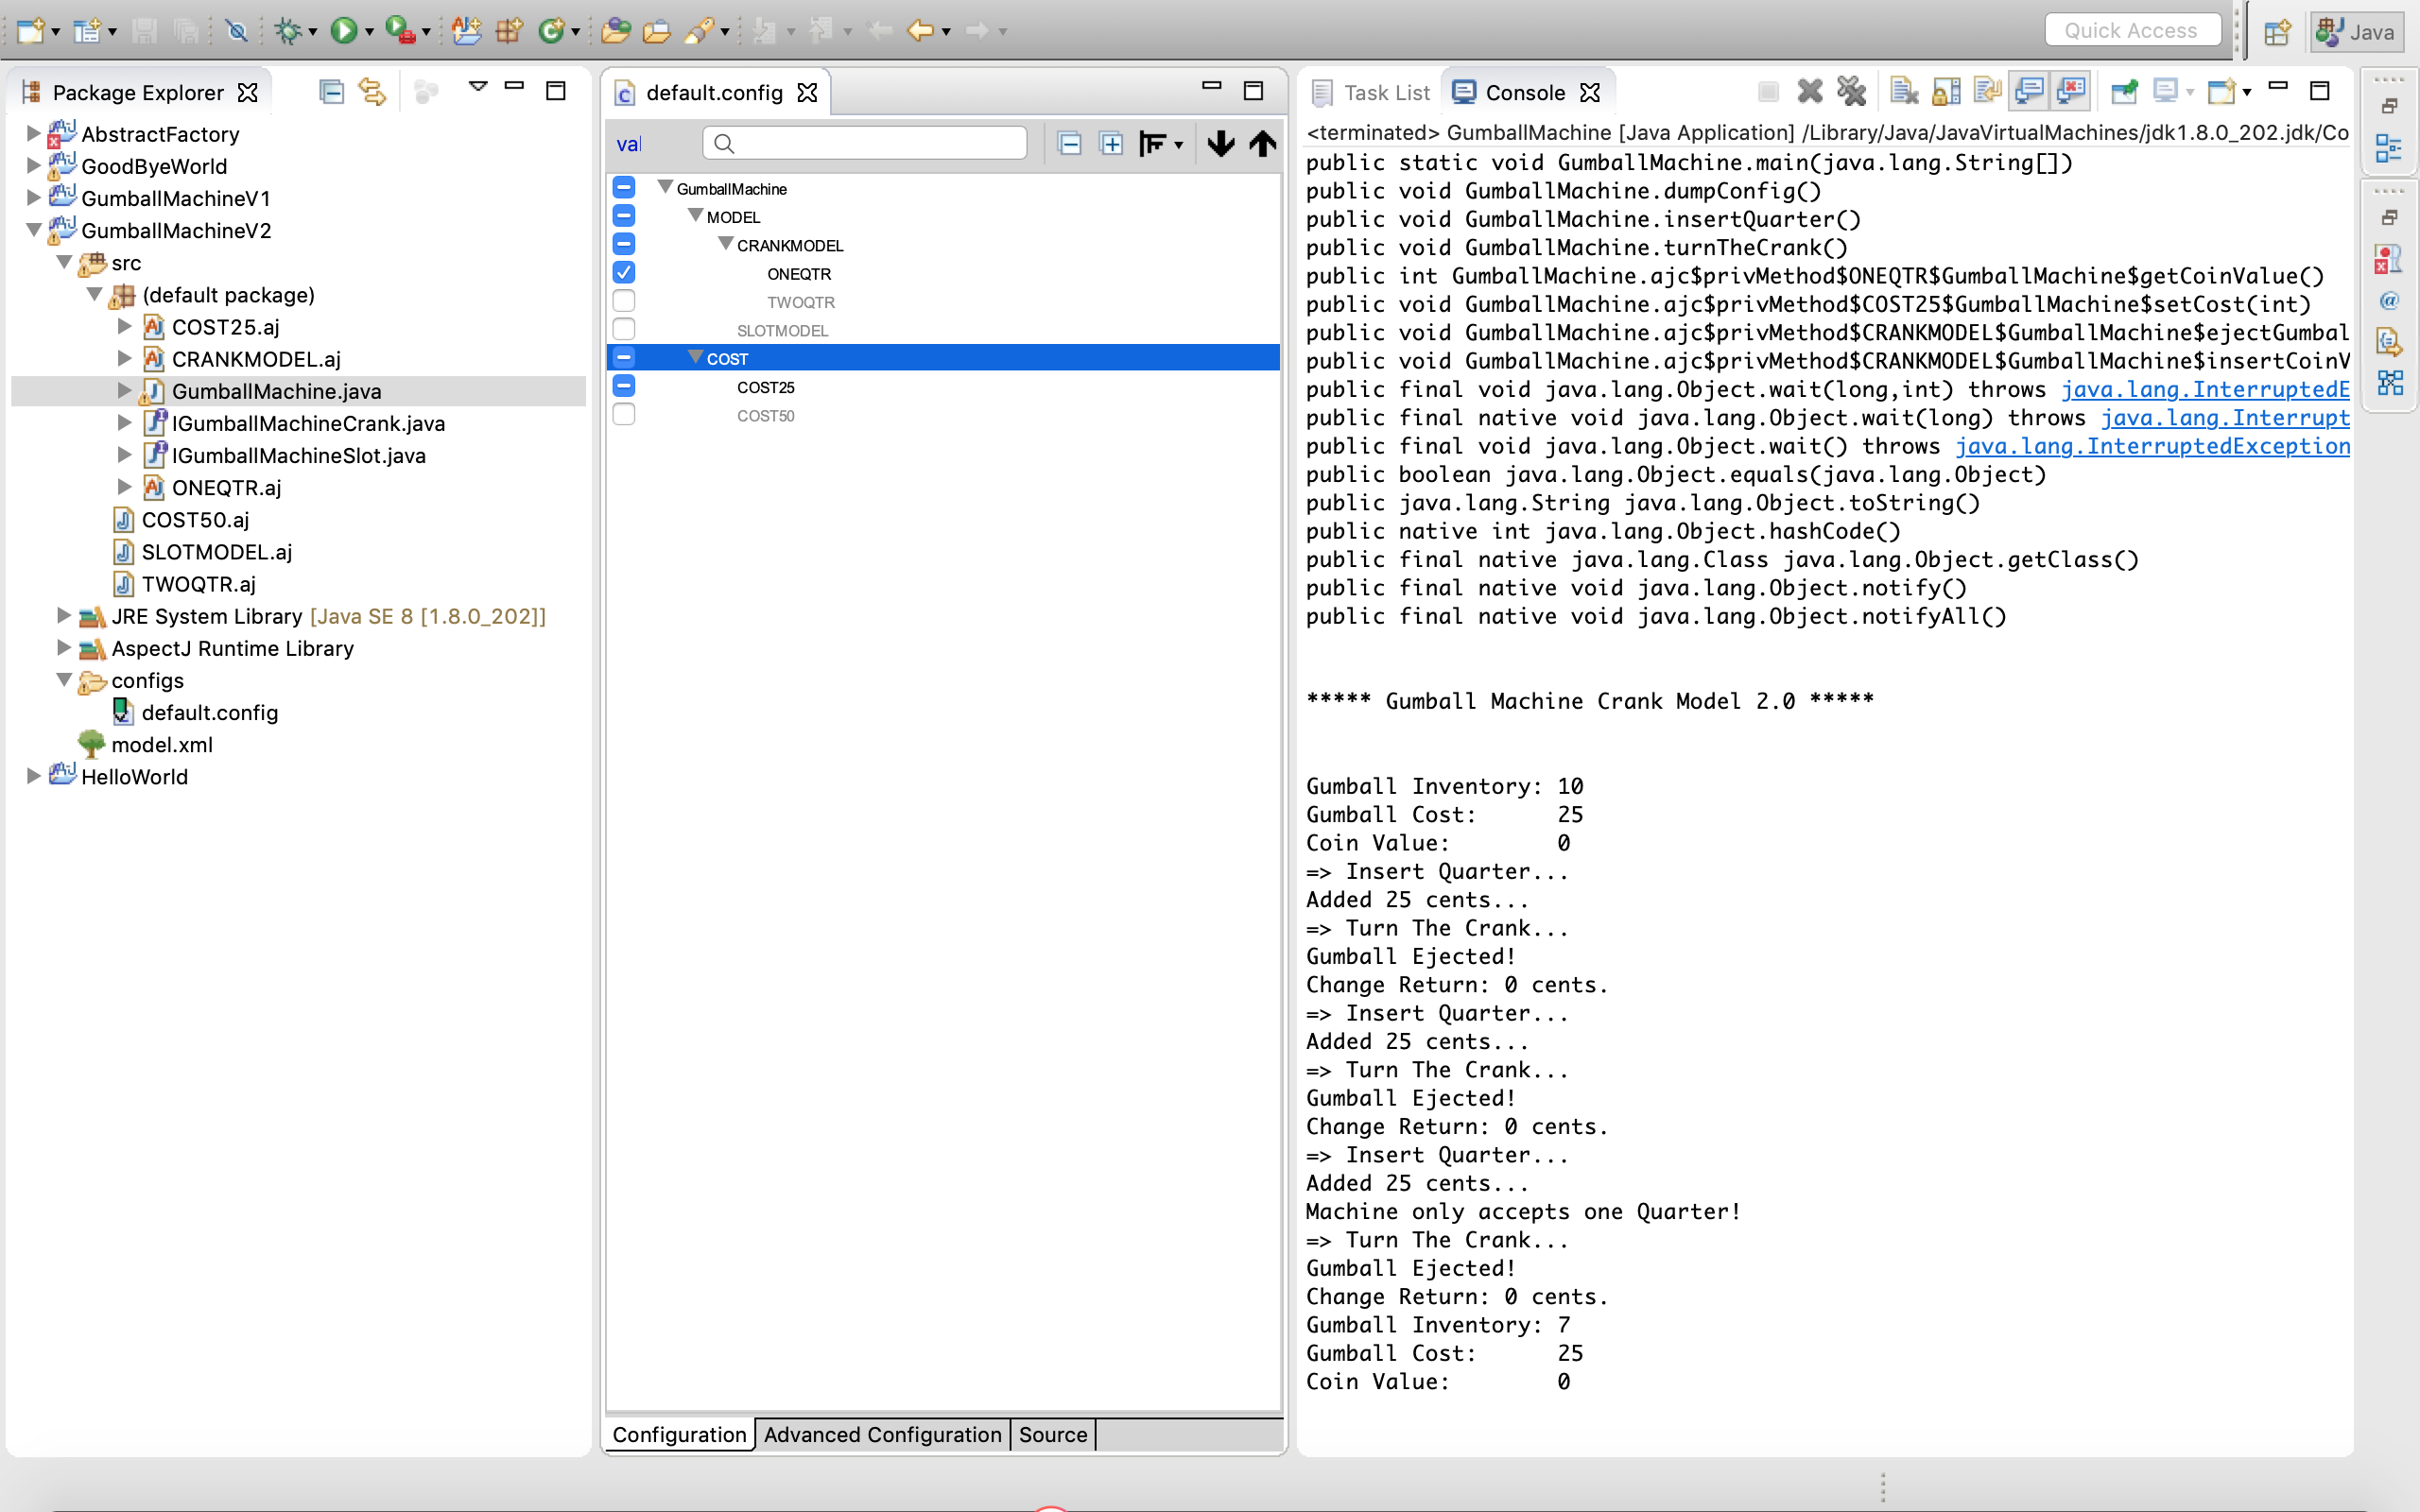 Quick Access
Java
Package Explorer
AbstractFactory
GoodByeWorld
GumballMachineV1
GumballMachineV2
src
(default package)
COST25.aj
CRANKMODEL.aj
GumballMachine.java
IGumballMachineCrank.java
IGumballMachineSlot.java
ONEQTR.aj
COST50.aj
SLOTMODEL.aj
TWOQTR.aj
JRE System Library [Java SE 8 [1.8.0_202]]
AspectJ Runtime Library
configs
default.config
model.xml
HelloWorld
default.config
val
GumballMachine
MODEL
CRANKMODEL
ONEQTR
TWOQTR
SLOTMODEL
COST
COST25
COST50
Configuration
Advanced Configuration
Source
Task List
Console
<terminated> GumballMachine [Java Application] /Library/Java/JavaVirtualMachines/jdk1.8.0_202.jdk/Co
public static void GumballMachine.main(java.lang.String[])
public void GumballMachine.dumpConfig()
public void GumballMachine.insertQuarter()
public void GumballMachine.turnTheCrank()
public int GumballMachine.ajc$privMethod$ONEQTR$GumballMachine$getCoinValue()
public void GumballMachine.ajc$privMethod$COST25$GumballMachine$setCost(int)
public void GumballMachine.ajc$privMethod$CRANKMODEL$GumballMachine$ejectGumbal
public void GumballMachine.ajc$privMethod$CRANKMODEL$GumballMachine$insertCoinV
public final void java.lang.Object.wait(long,int) throws java.lang.InterruptedE
public final native void java.lang.Object.wait(long) throws java.lang.Interrupt
public final void java.lang.Object.wait() throws java.lang.InterruptedException
public boolean java.lang.Object.equals(java.lang.Object)
public java.lang.String java.lang.Object.toString()
public native int java.lang.Object.hashCode()
public final native java.lang.Class java.lang.Object.getClass()
public final native void java.lang.Object.notify()
public final native void java.lang.Object.notifyAll()
***** Gumball Machine Crank Model 2.0 *****
Gumball Inventory: 10
Gumball Cost: 25
Coin Value: 0
=> Insert Quarter...
Added 25 cents...
=> Turn The Crank...
Gumball Ejected!
Change Return: 0 cents.
=> Insert Quarter...
Added 25 cents...
=> Turn The Crank...
Gumball Ejected!
Change Return: 0 cents.
=> Insert Quarter...
Added 25 cents...
Machine only accepts one Quarter!
=> Turn The Crank...
Gumball Ejected!
Change Return: 0 cents.
Gumball Inventory: 7
Gumball Cost: 25
Coin Value: 0